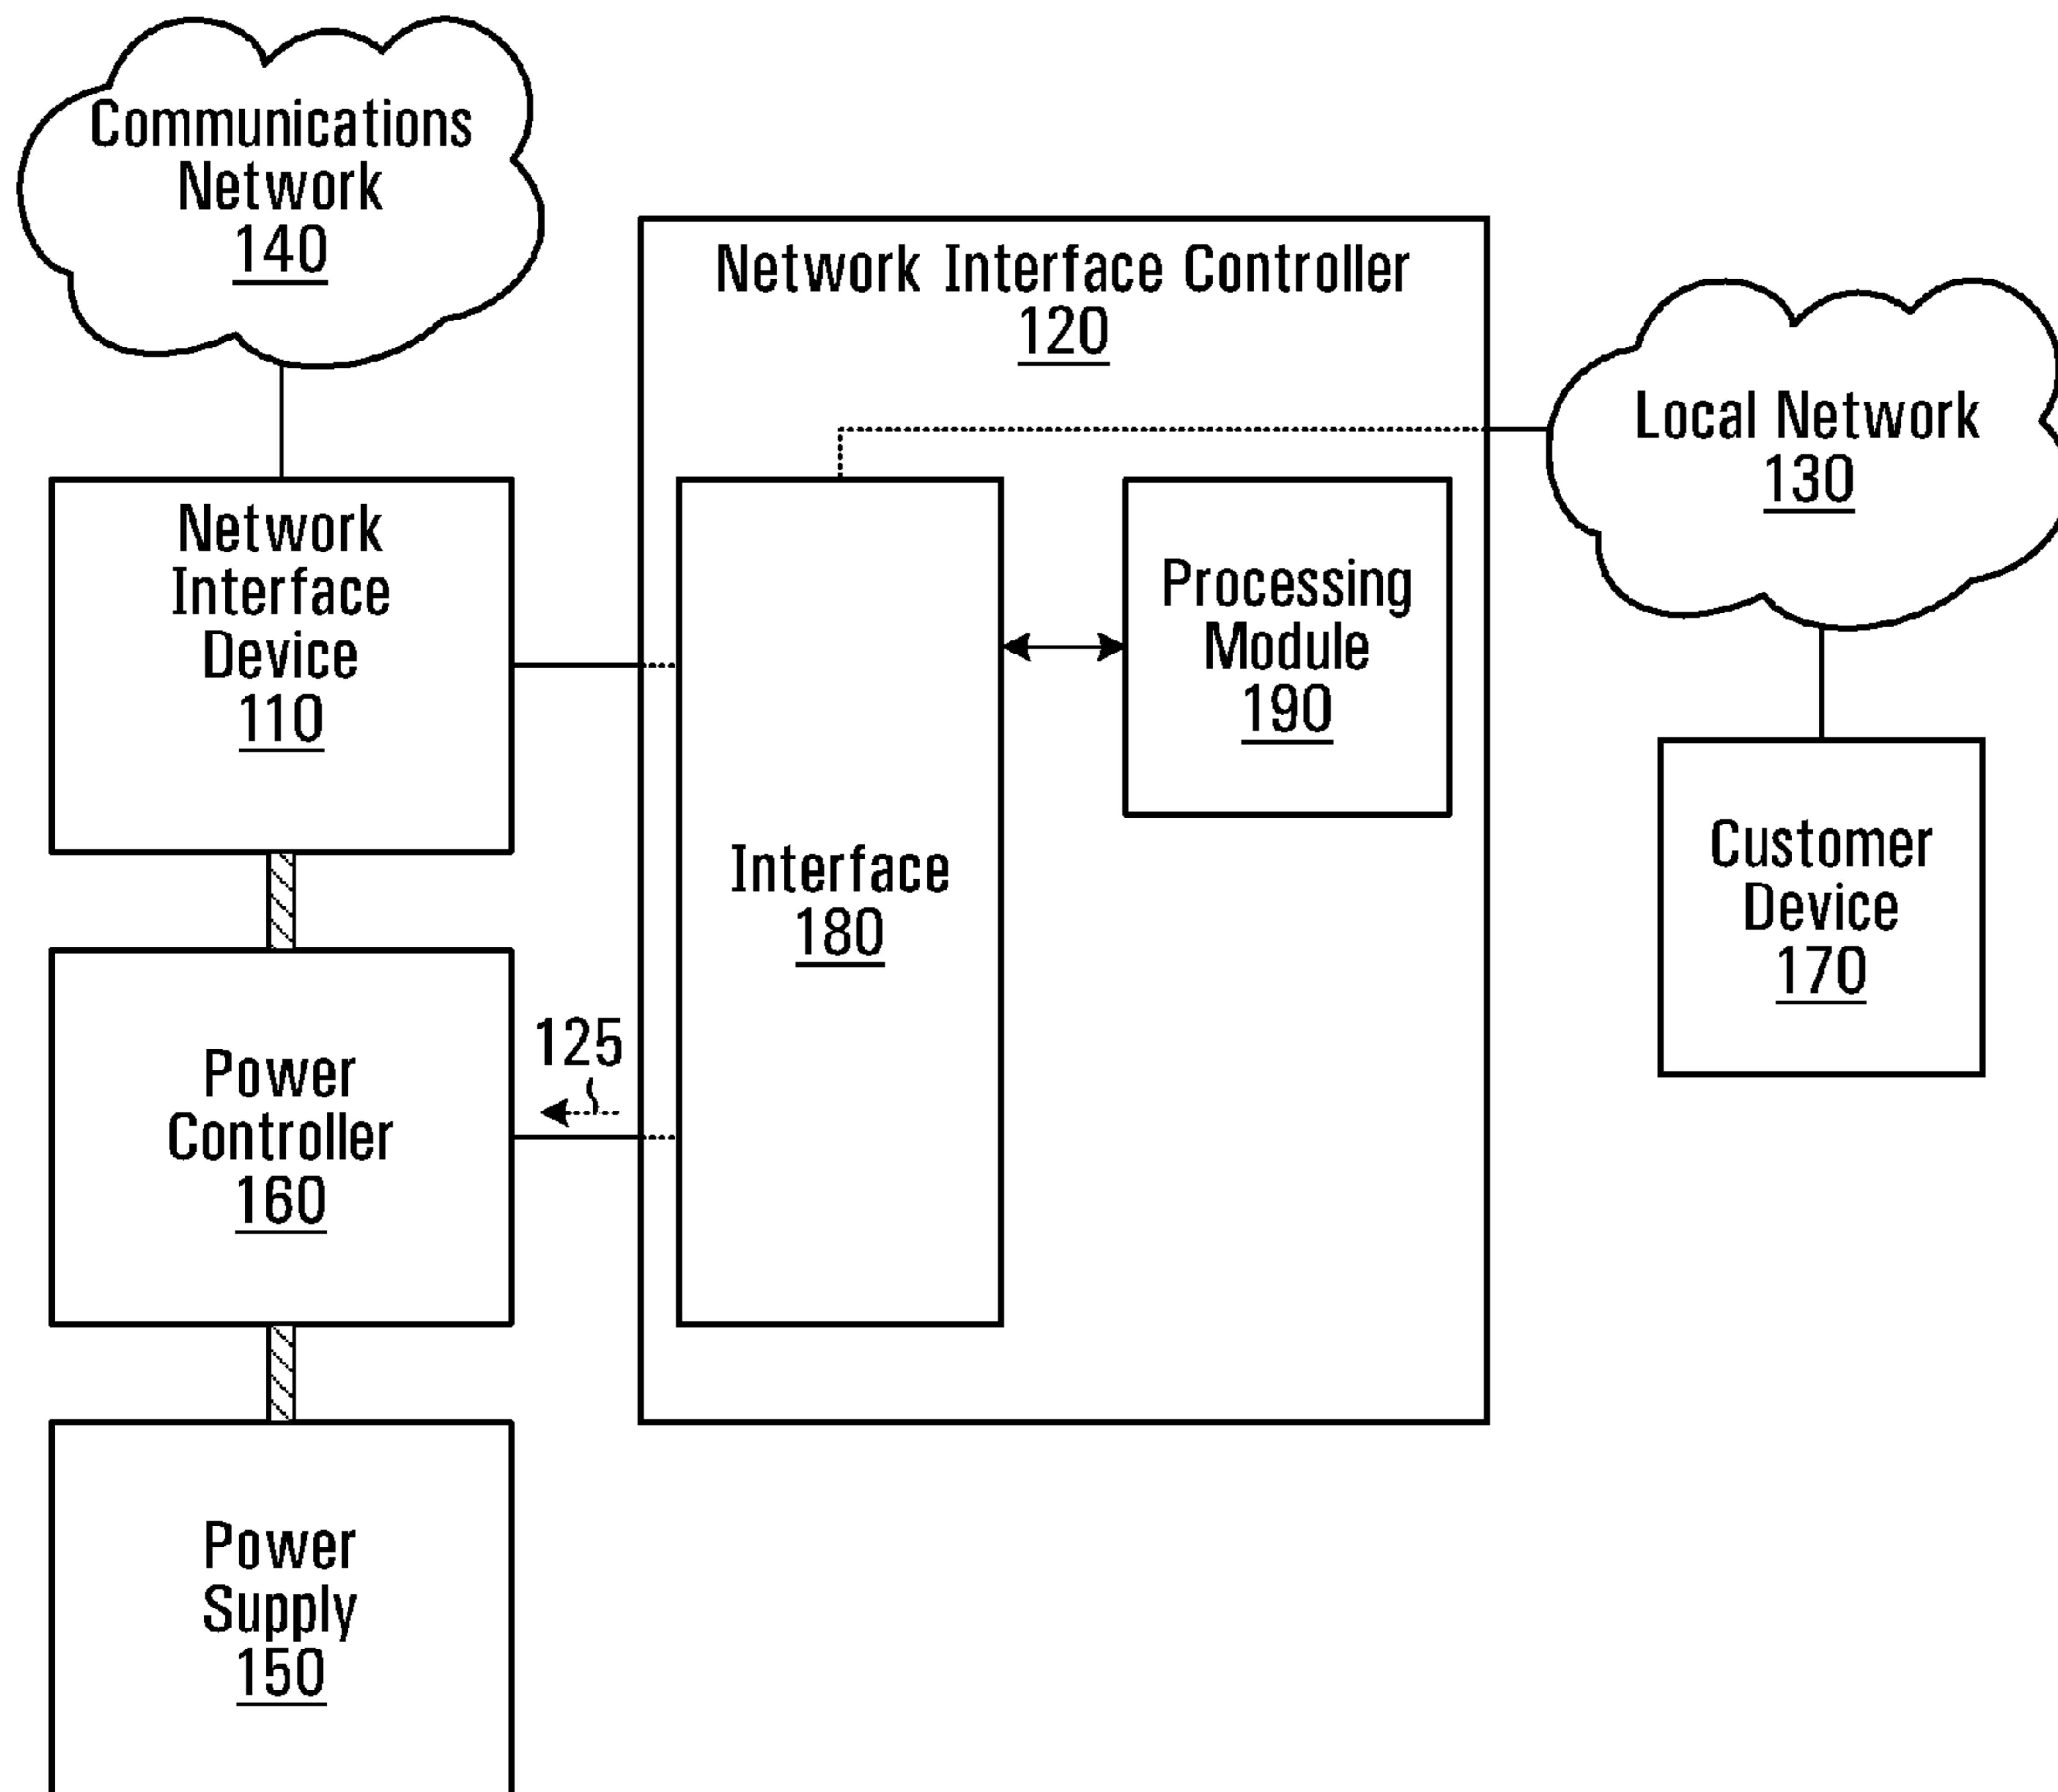 Communications
Network
140
Network Interface Controller
120
Local Network
130
Network
Interface
Device
110
Processing
Module
190
Interface
180
Customer
Device
170
125
Power
Controller
160
Power
Supply
150